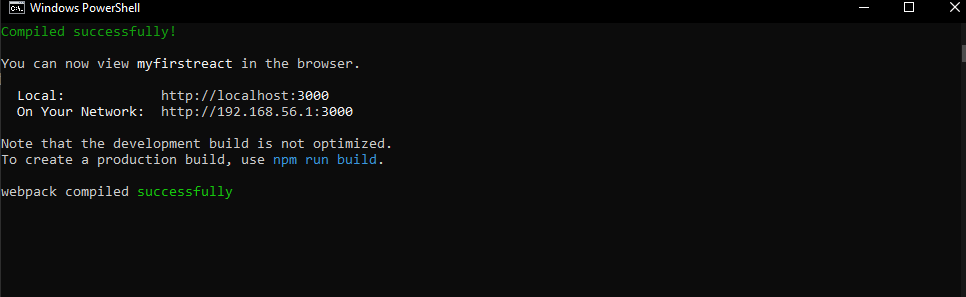 Windows PowerShell
Compiled successfully!
You can now view myfirstreact in the browser.
Local: http://localhost:3000
On Your Network: http://192.168.56.1:3000
Note that the development build is not optimized.
To create a production build, use npm run build.
webpack compiled successfully